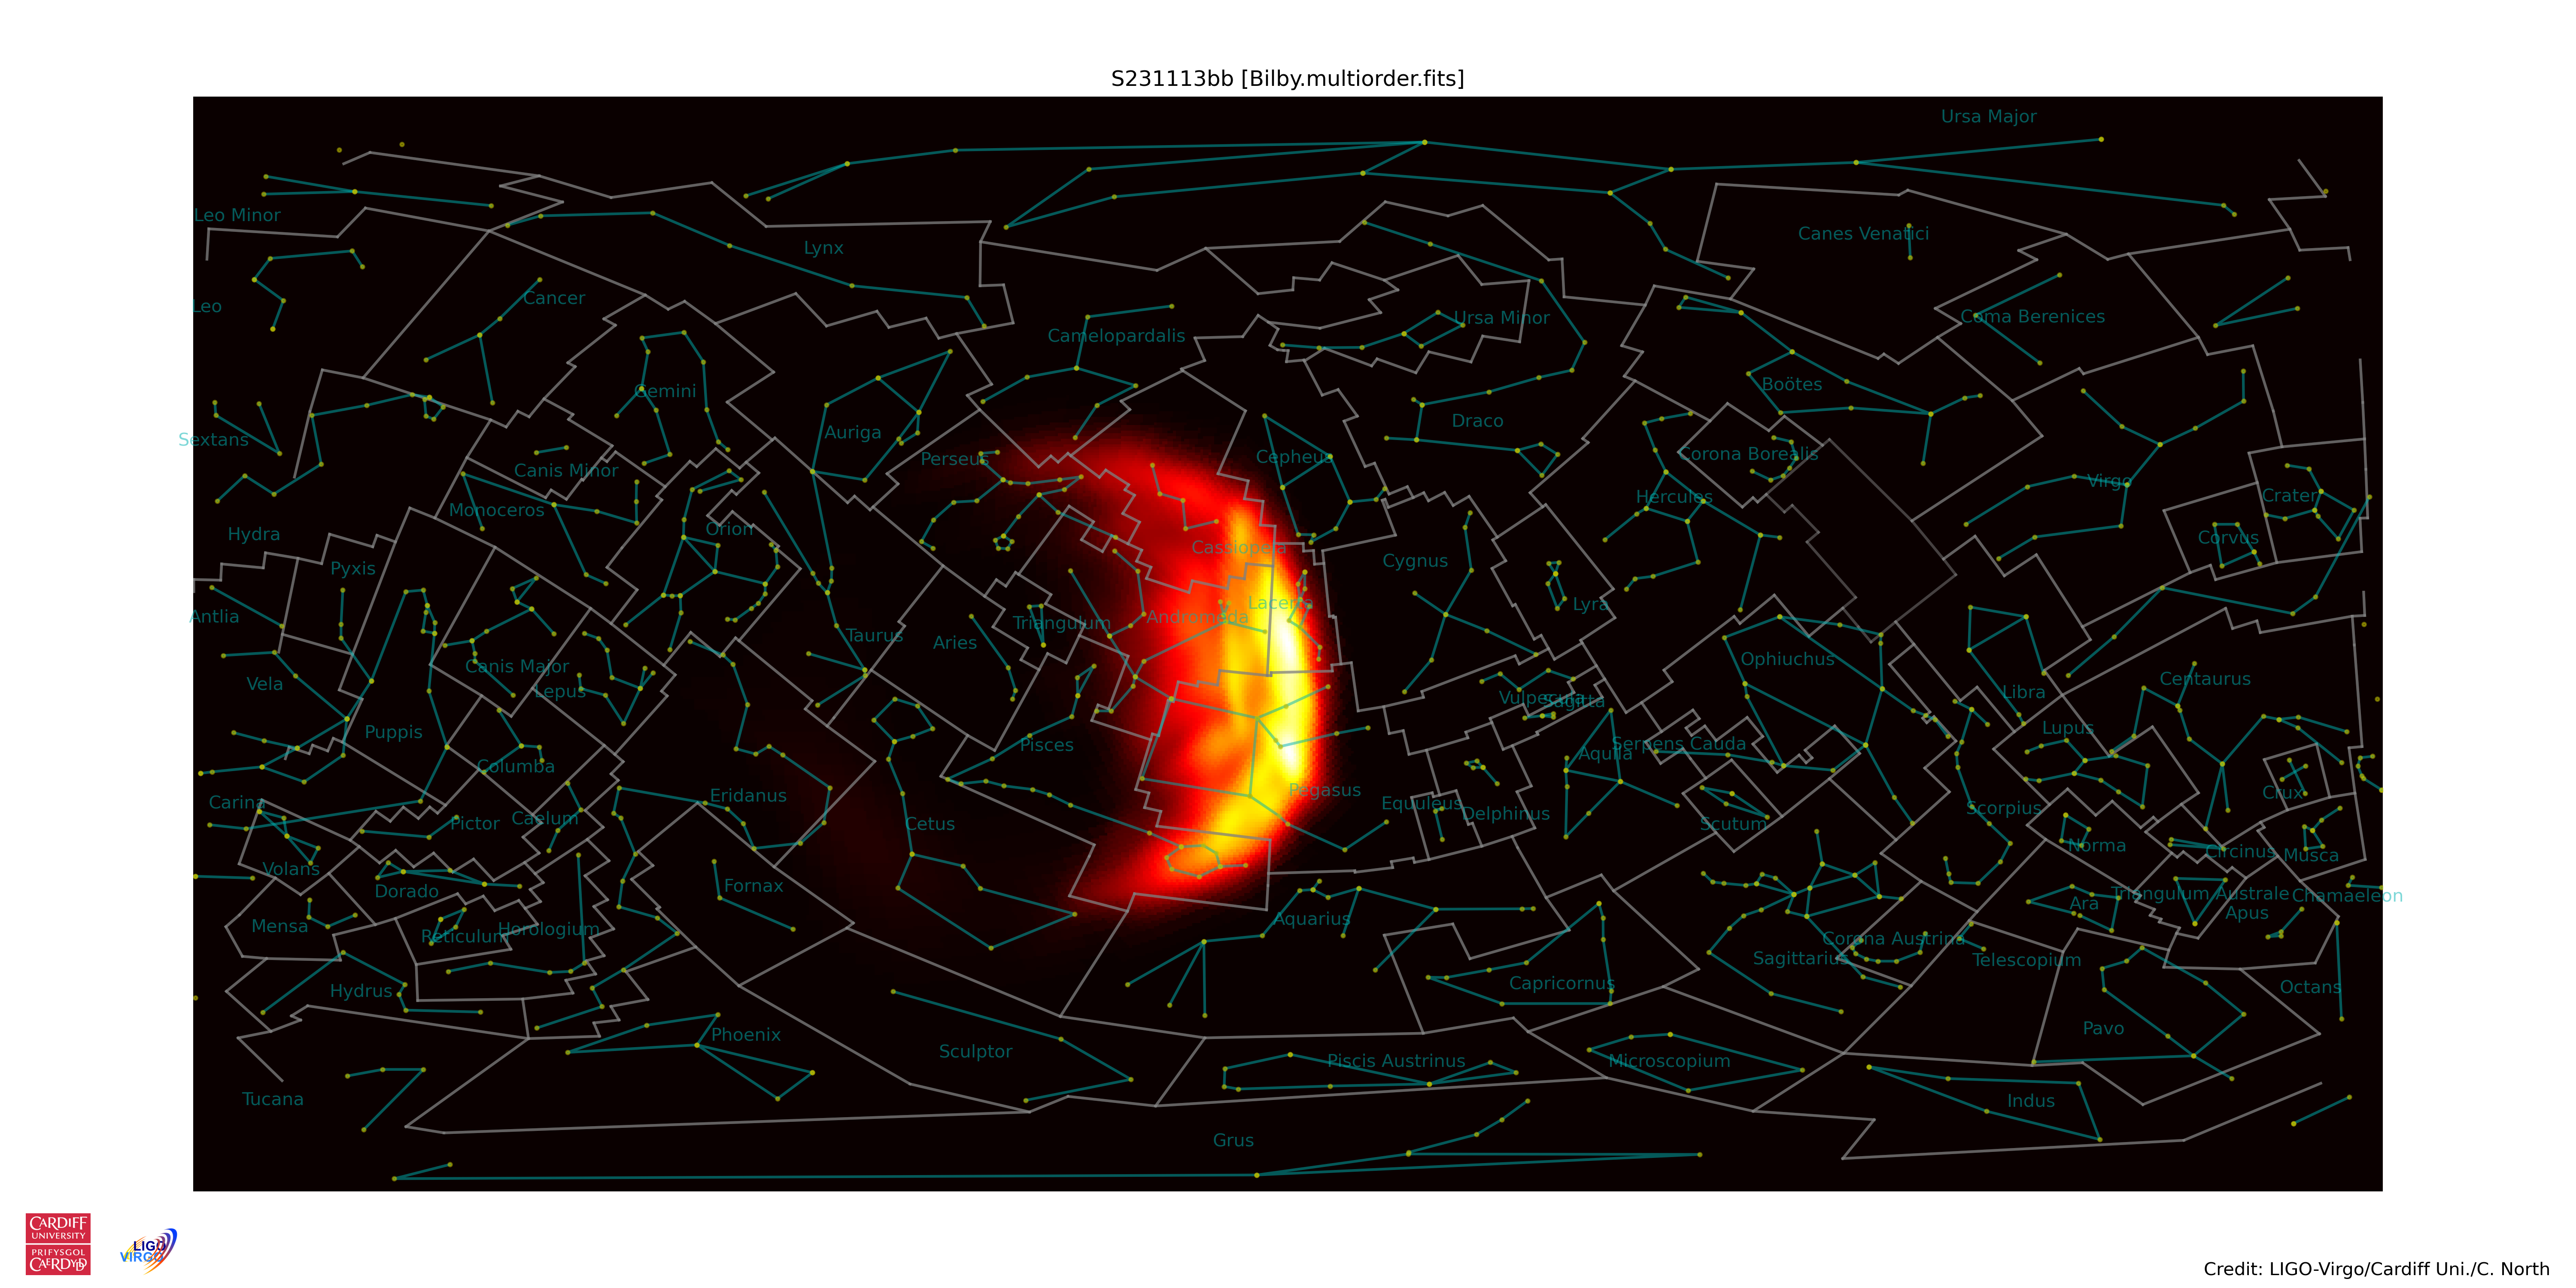 S231113bb [Bilby.multiorder.fits]
Ursa Major
Leo Minor
Canes Venatici
Lynx
Cancer
Leo
Ursa Minor
Coma Berenices
Camelopardalis
Boötes
Gemini
Draco
Auriga
Sextans
Corona Borealis
Cepheus
Perseus
Canis Minor
Virgo
Hercules
Crater
Monoceros
Orion
Hydra
Corvus
Cassiopeia
Cygnus
Pyxis
Lacerta
Lyra
Antlia
Andromeda
Triangulum
Taurus
Aries
Ophiuchus
Canis Major
Centaurus
Vela
Lepus
Libra
Vulpecula
Sagitta
Puppis
Lupus
Pisces
Serpens Cauda
Aquila
Columba
Pegasus
Crux
Eridanus
Carina
Equuleus
Scorpius
Delphinus
Caelum
Pictor
Cetus
Scutum
Norma
Circinus
Musca
Volans
Fornax
Dorado
Triangulum Australe
Chamaeleon
Ara
Apus
Aquarius
Mensa
Horologium
Reticulum
Corona Austrina
Sagittarius
Telescopium
Capricornus
Octans
Hydrus
Pavo
Phoenix
Sculptor
Piscis Austrinus
Microscopium
Tucana
Indus
Grus
CARDIFF
UNIVERSITY
PRIFYSGOL
CAERDYDD
LIGO
VIRGO
Credit: LIGO-Virgo/Cardiff Uni./C. North